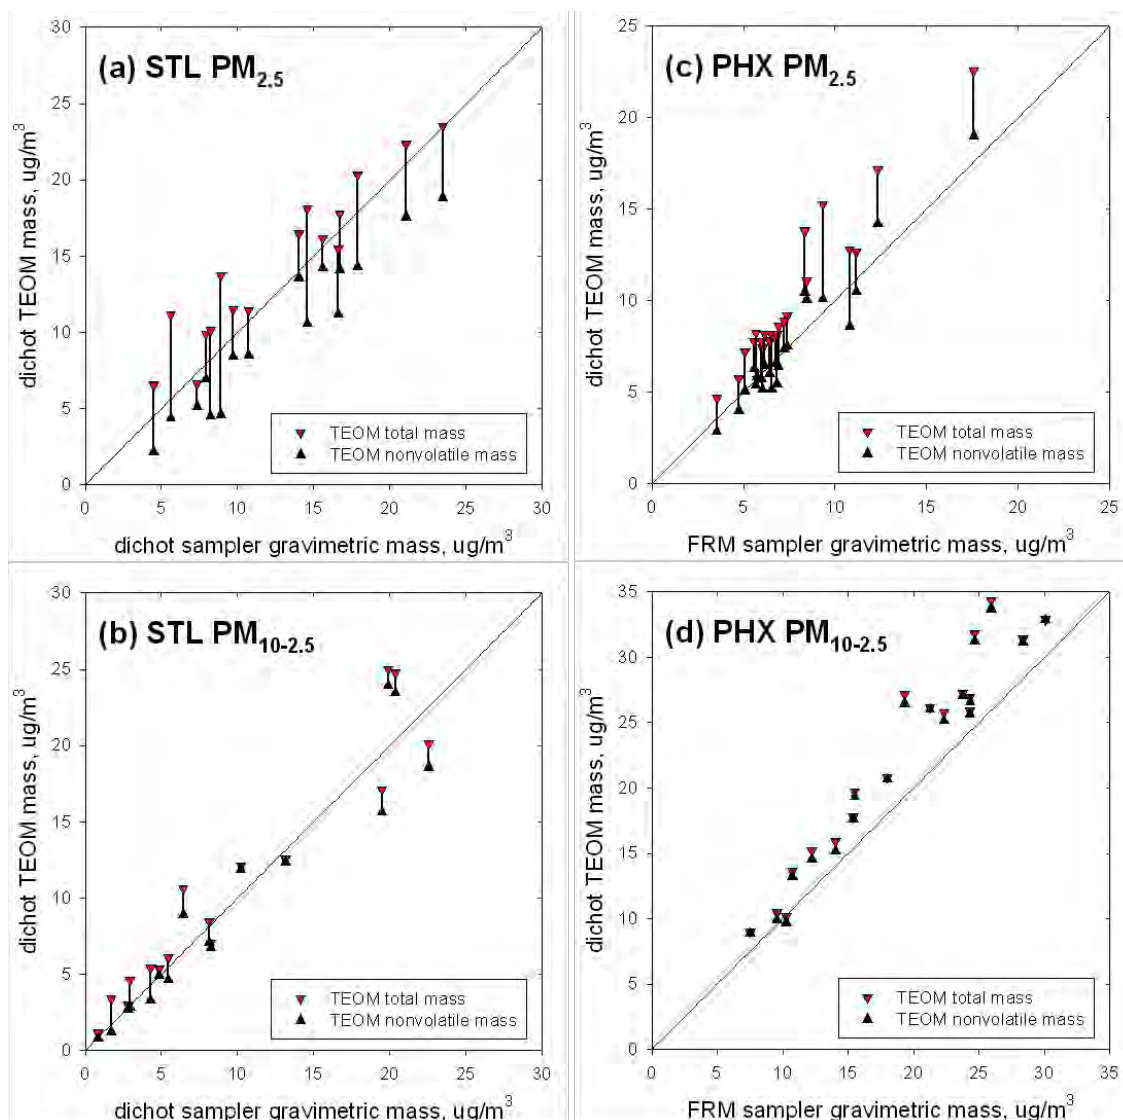 (a) STL PM2.5
dichot TEOM mass, ug/m3
30
25
20
15
10
5
0
TEOM total mass
TEOM nonvolatile mass
0 5 10 15 20 25 30
dichot sampler gravimetric mass, ug/m3
(c) PHX PM2.5
dichot TEOM mass, ug/m3
25
20
15
10
5
0
TEOM total mass
TEOM nonvolatile mass
0 5 10 15 20 25
FRM sampler gravimetric mass, ug/m3
(b) STL PM10-2.5
dichot TEOM mass, ug/m3
30
25
20
15
10
5
0
TEOM total mass
TEOM nonvolatile mass
0 5 10 15 20 25 30
dichot sampler gravimetric mass, ug/m3
(d) PHX PM10-2.5
dichot TEOM mass, ug/m3
35
30
25
20
15
10
5
0
TEOM total mass
TEOM nonvolatile mass
0 5 10 15 20 25 30 35
FRM sampler gravimetric mass, ug/m3